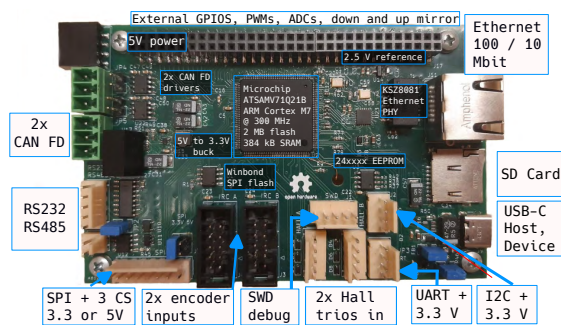 External GPIOS, PWMs, ADCs, down and up mirror
5V power
Ethernet
100 / 10
Mbit
2.5 V reference
2x CAN FD
drivers
Microchip
ATSAMV71Q21B
ARM Cortex M7
@ 300 MHz
2 MB flash
384 kB SRAM
KSZ8081
Ethernet
PHY
Amphenol
2x
CAN FD
5V to 3.3V
buck
24xxxx EEPROM
Winbond
SPI flash
SD Card
open hardware
SWD
IRC A
IRC B
RS232
RS485
USB-C
Host,
Device
SPI + 3 CS
3.3 or 5V
2x encoder
inputs
SWD
debug
2x Hall
trios in
UART +
3.3 V
I2C +
3.3 V